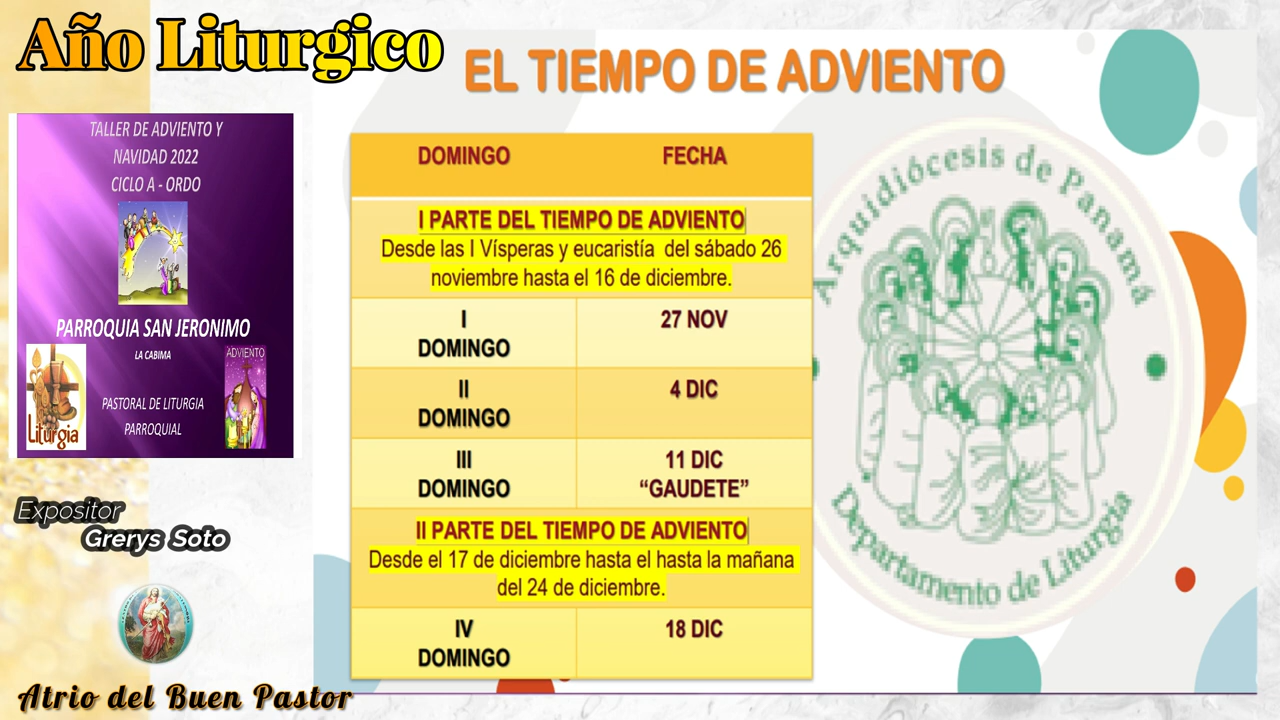 Año Liturgico
EL TIEMPO DE ADVIENTO
TALLER DE ADVIENTO Y
NAVIDAD 2022
CICLO A - ORDO
PARROQUIA SAN JERONIMO
LA CABIMA
ADVIENTO
PASTORAL DE LITURGIA
PARROQUIAL
Liturgia
Expositor
Grerys Soto
Atrio del Buen Pastor
DOMINGO FECHA
I PARTE DEL TIEMPO DE ADVIENTO
Desde las I Vísperas y eucaristía del sábado 26
noviembre hasta el 16 de diciembre.
I
DOMINGO
27 NOV
II
DOMINGO
4 DIC
III
DOMINGO
11 DIC
“GAUDETE”
II PARTE DEL TIEMPO DE ADVIENTO
Desde el 17 de diciembre hasta el hasta la mañana
del 24 de diciembre.
IV
DOMINGO
18 DIC
Arquidiócesis de Panamá
Departamento de Liturgia